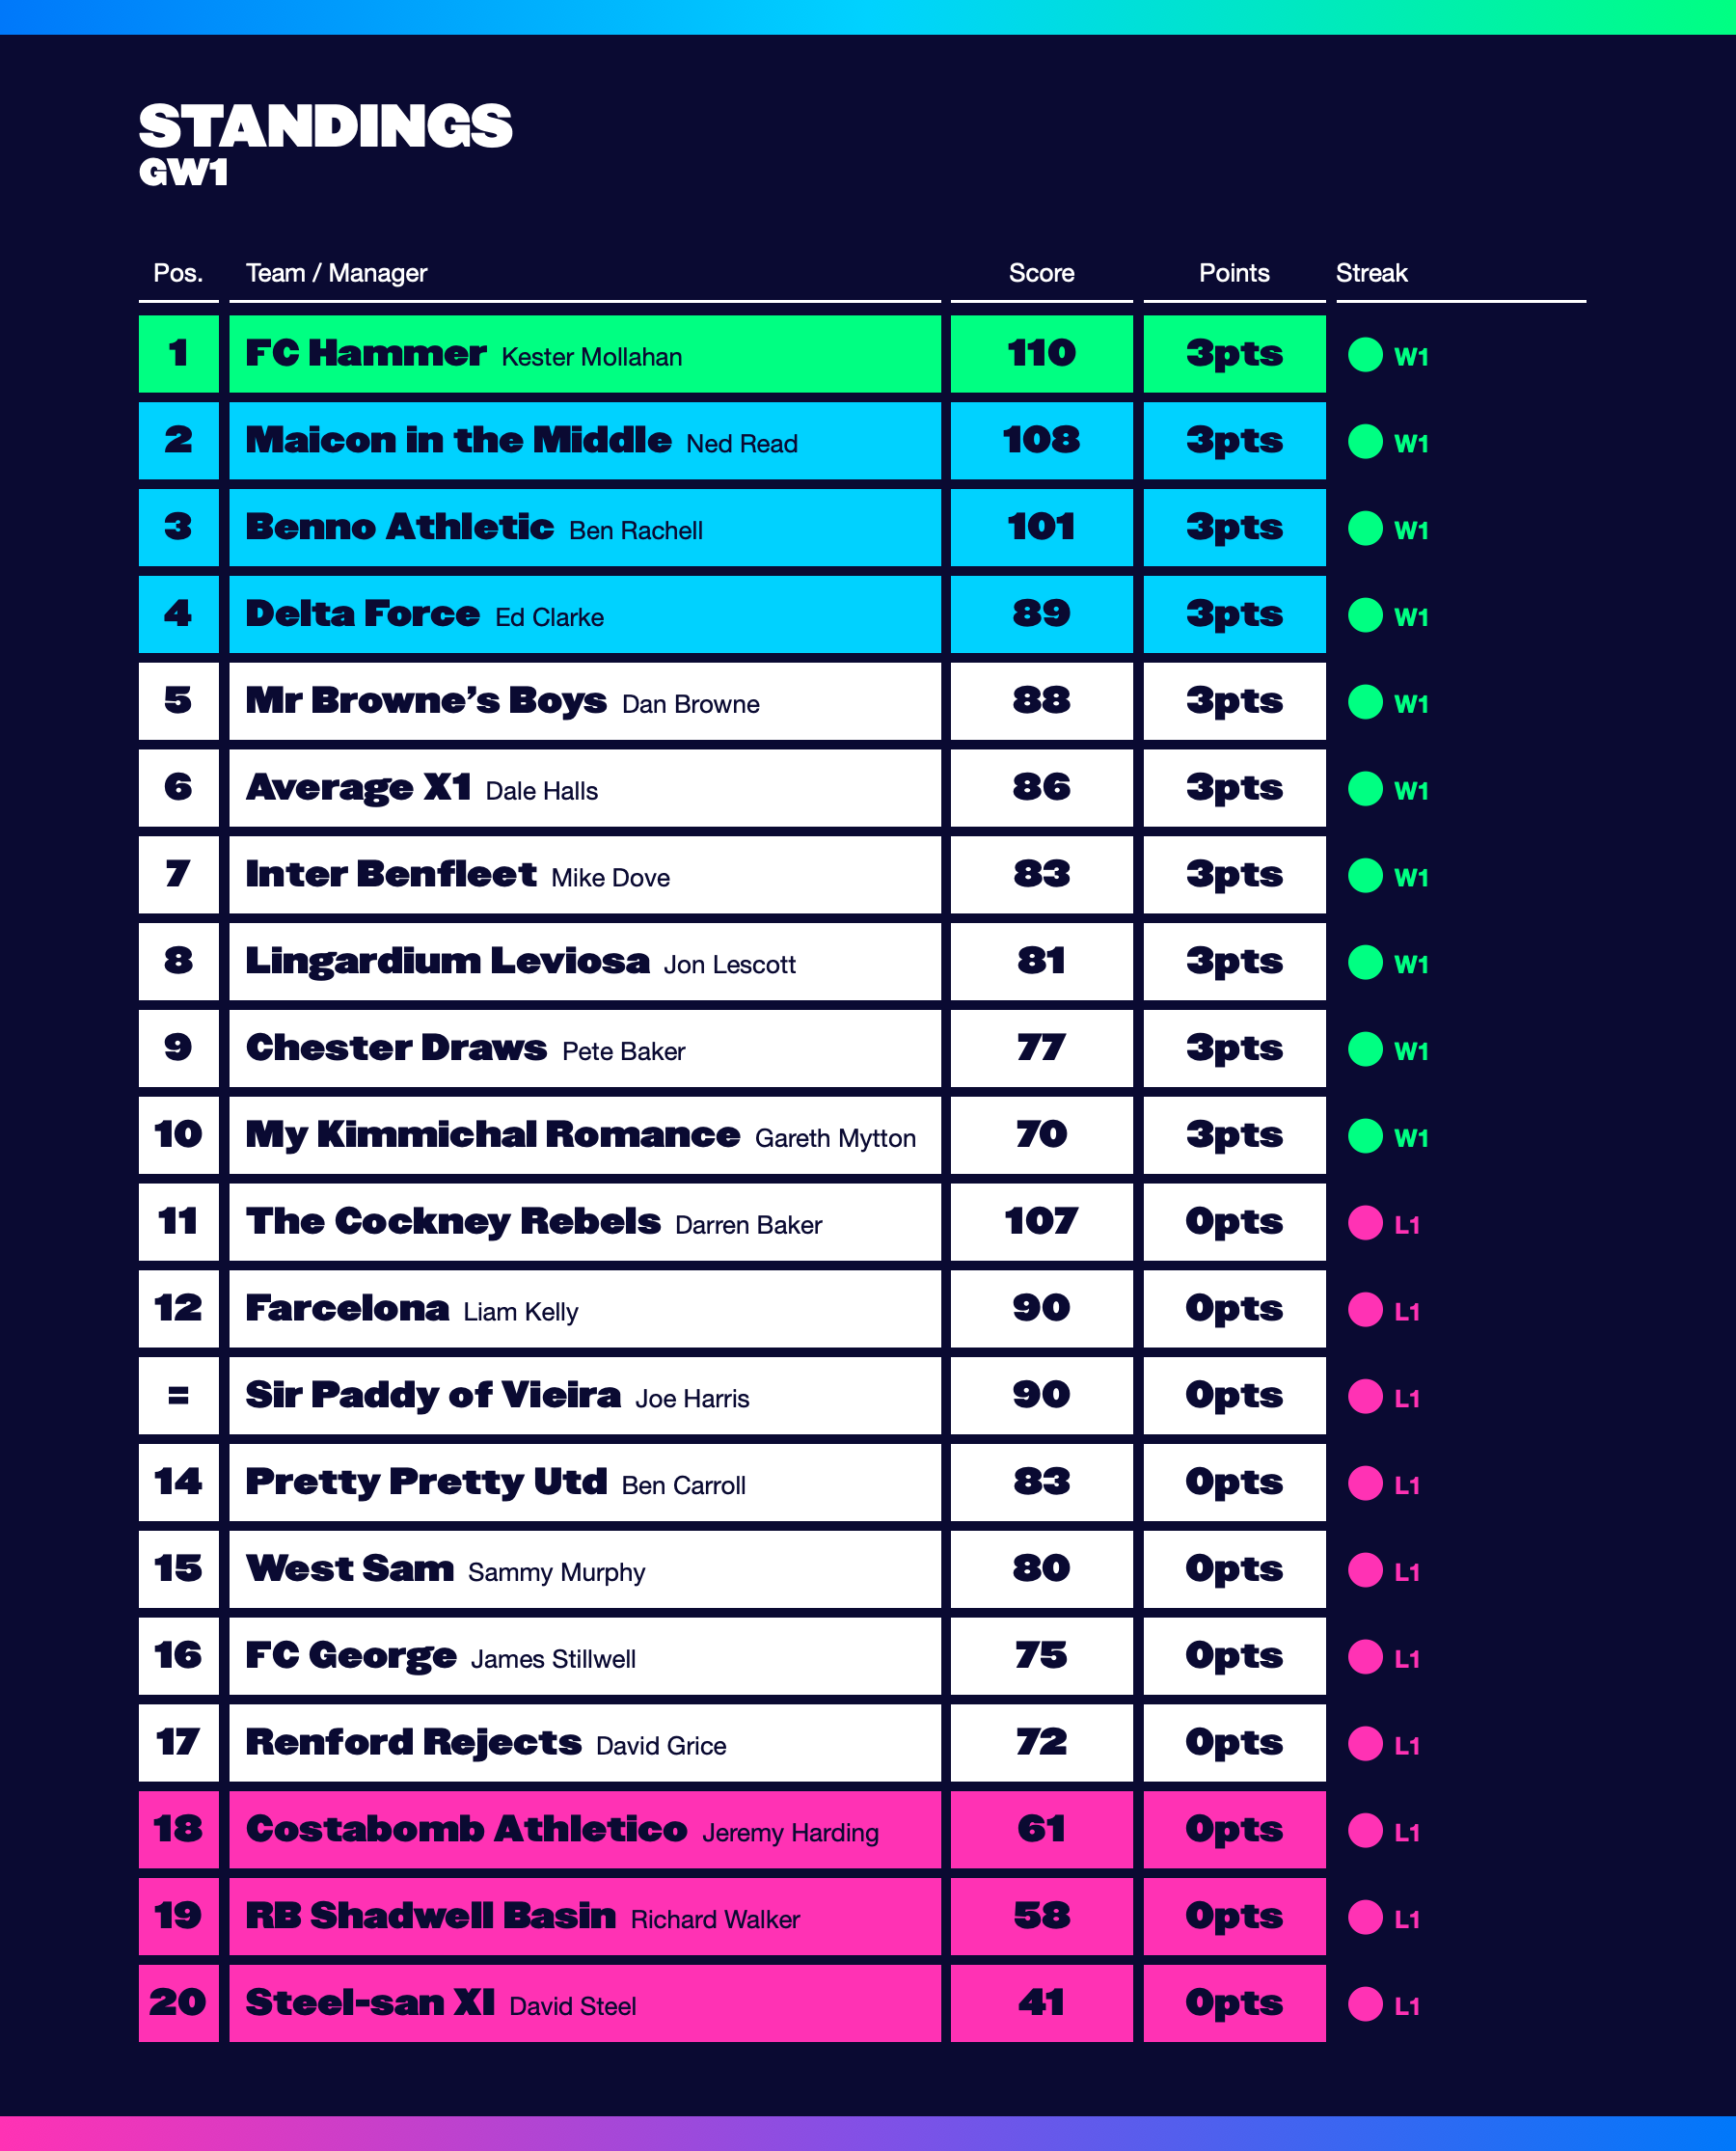 STANDINGS
GW1
Pos. Team / Manager Score Points Streak
1 FC Hammer Kester Mollahan 110 3pts W1
2 Maicon in the Middle Ned Read 108 3pts W1
3 Benno Athletic Ben Rachell 101 3pts W1
4 Delta Force Ed Clarke 89 3pts W1
5 Mr Browne’s Boys Dan Browne 88 3pts W1
6 Average X1 Dale Halls 86 3pts W1
7 Inter Benfleet Mike Dove 83 3pts W1
8 Lingardium Leviosa Jon Lescott 81 3pts W1
9 Chester Draws Pete Baker 77 3pts W1
10 My Kimmichal Romance Gareth Mytton 70 3pts W1
11 The Cockney Rebels Darren Baker 107 0pts L1
12 Farcelona Liam Kelly 90 0pts L1
= Sir Paddy of Vieira Joe Harris 90 0pts L1
14 Pretty Pretty Utd Ben Carroll 83 0pts L1
15 West Sam Sammy Murphy 80 0pts L1
16 FC George James Stillwell 75 0pts L1
17 Renford Rejects David Grice 72 0pts L1
18 Costabomb Athletico Jeremy Harding 61 0pts L1
19 RB Shadwell Basin Richard Walker 58 0pts L1
20 Steel-san XI David Steel 41 0pts L1